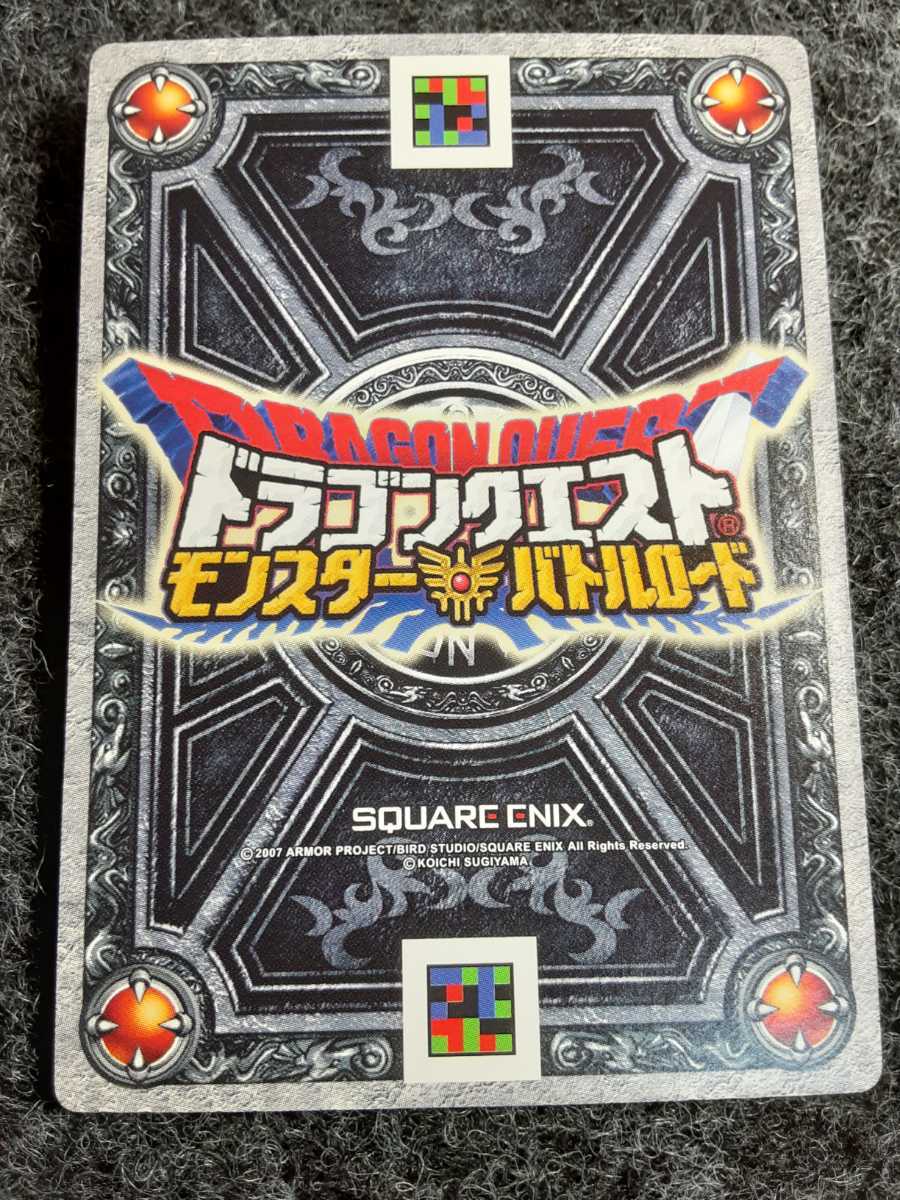 DRAGON QUEST
ドラゴンクエスト®
モンスターバトルロード
SQUARE ENIX®
© 2007 ARMOR PROJECT/BIRD STUDIO/SQUARE ENIX All Rights Reserved.
© KOICHI SUGIYAMA